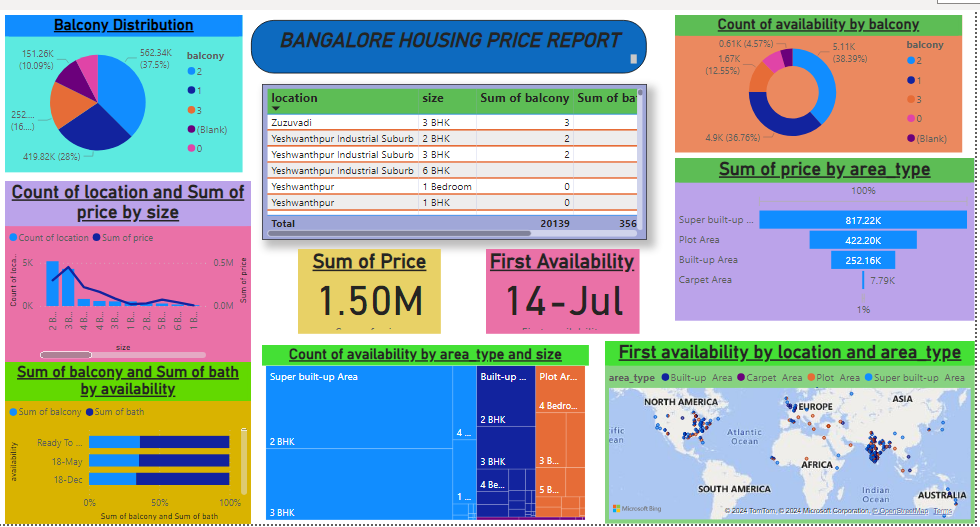 Balcony Distribution
151.26K
(10.09%)
562.34K
(37.5%)
252....
(16....)
419.82K (28%)
balcony
2
1
3
(Blank)
0
BANGALORE HOUSING PRICE REPORT
location size Sum of balcony Sum of ba
Zuzuvadi 3 BHK 3
Yeshwanthpur Industrial Suburb 2 BHK 2
Yeshwanthpur Industrial Suburb 3 BHK 2
Yeshwanthpur Industrial Suburb 6 BHK
Yeshwanthpur 1 Bedroom 0
Yeshwanthpur 1 BHK 0
Total 20139 356
Count of availability by balcony
0.61K (4.57%)
1.67K
(12.55%)
5.11K
(38.39%)
4.9K (36.76%)
balcony
2
1
3
0
(Blank)
Count of location and Sum of
price by size
Count of location Sum of price
Count of loca...
5K
0K
0.5M
0.0M
Sum of price
2 B...
3 B...
4 B...
4 B...
3 B...
1 B...
2 B...
5 B...
6 B...
1 B...
size
Sum of Price
1.50M
First Availability
14-Jul
Sum of price by area_type
100%
Super built-up ... 817.22K
Plot Area 422.20K
Built-up Area 252.16K
Carpet Area 7.79K
1%
Sum of balcony and Sum of bath
by availability
Sum of balcony Sum of bath
availability
Ready To ...
18-May
18-Dec
0% 50% 100%
Sum of balcony and Sum of bath
Count of availability by area_type and size
Super built-up Area
2 BHK
3 BHK
4 ...
1 ...
Built-up ...
2 BHK
3 BHK
4 Be...
Plot Ar...
4 Bedro...
3 B...
5 B...
First availability by location and area_type
area_type Built-up Area Carpet Area Plot Area Super built-up Area
NORTH AMERICA
EUROPE
ASIA
cific
ean
Atlantic
Ocean
AFRICA
SOUTH AMERICA
Indian
Ocean
AUSTRALIA
Microsoft Bing
© 2024 TomTom, © 2024 Microsoft Corporation, © OpenStreetMap Terms